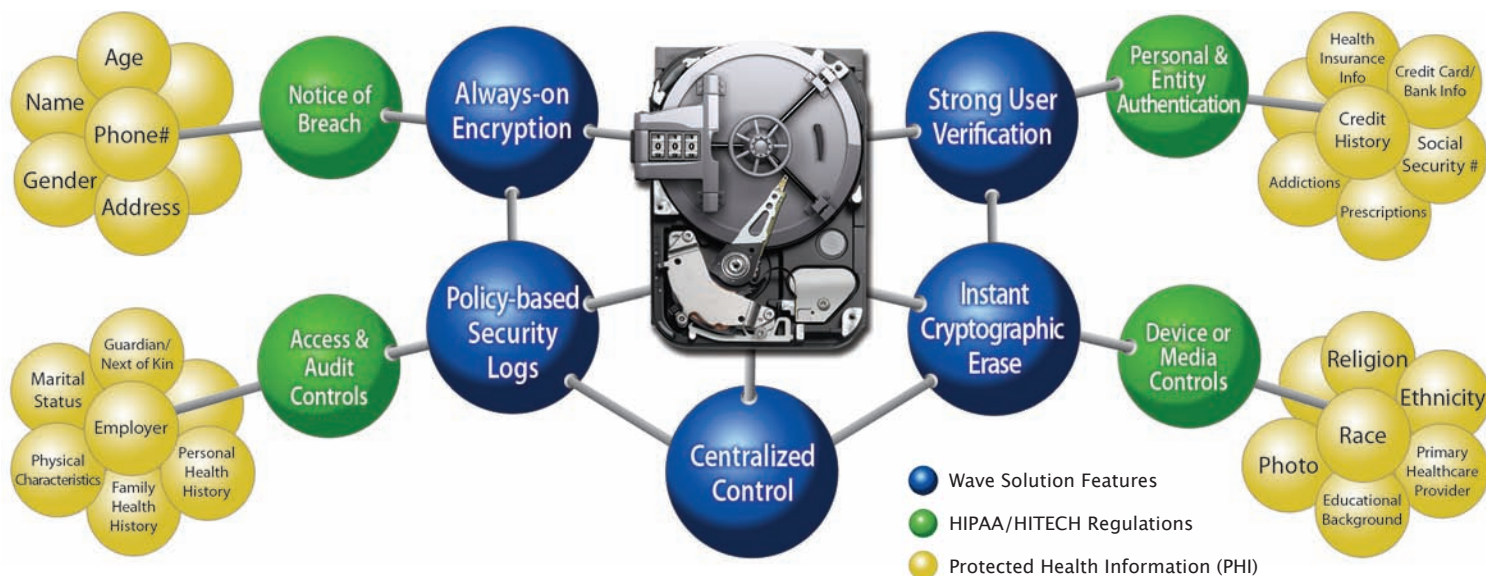 Age
Name
Phone#
Gender
Address
Notice of
Breach
Always-on
Encryption
0 0 0
Strong User
Verification
Personal &
Entity
Authentication
Health
Insurance
Info
Credit Card/
Bank Info
Credit
History
Social
Security #
Addictions
Prescriptions
Guardian/
Next of Kin
Marital
Status
Employer
Physical
Characteristics
Family
Health
History
Personal
Health
History
Access &
Audit
Controls
Policy-based
Security
Logs
Centralized
Control
Instant
Cryptographic
Erase
Device or
Media
Controls
Religion
Ethnicity
Race
Photo
Primary
Healthcare
Provider
Educational
Background
Wave Solution Features
HIPAA/HITECH Regulations
Protected Health Information (PHI)